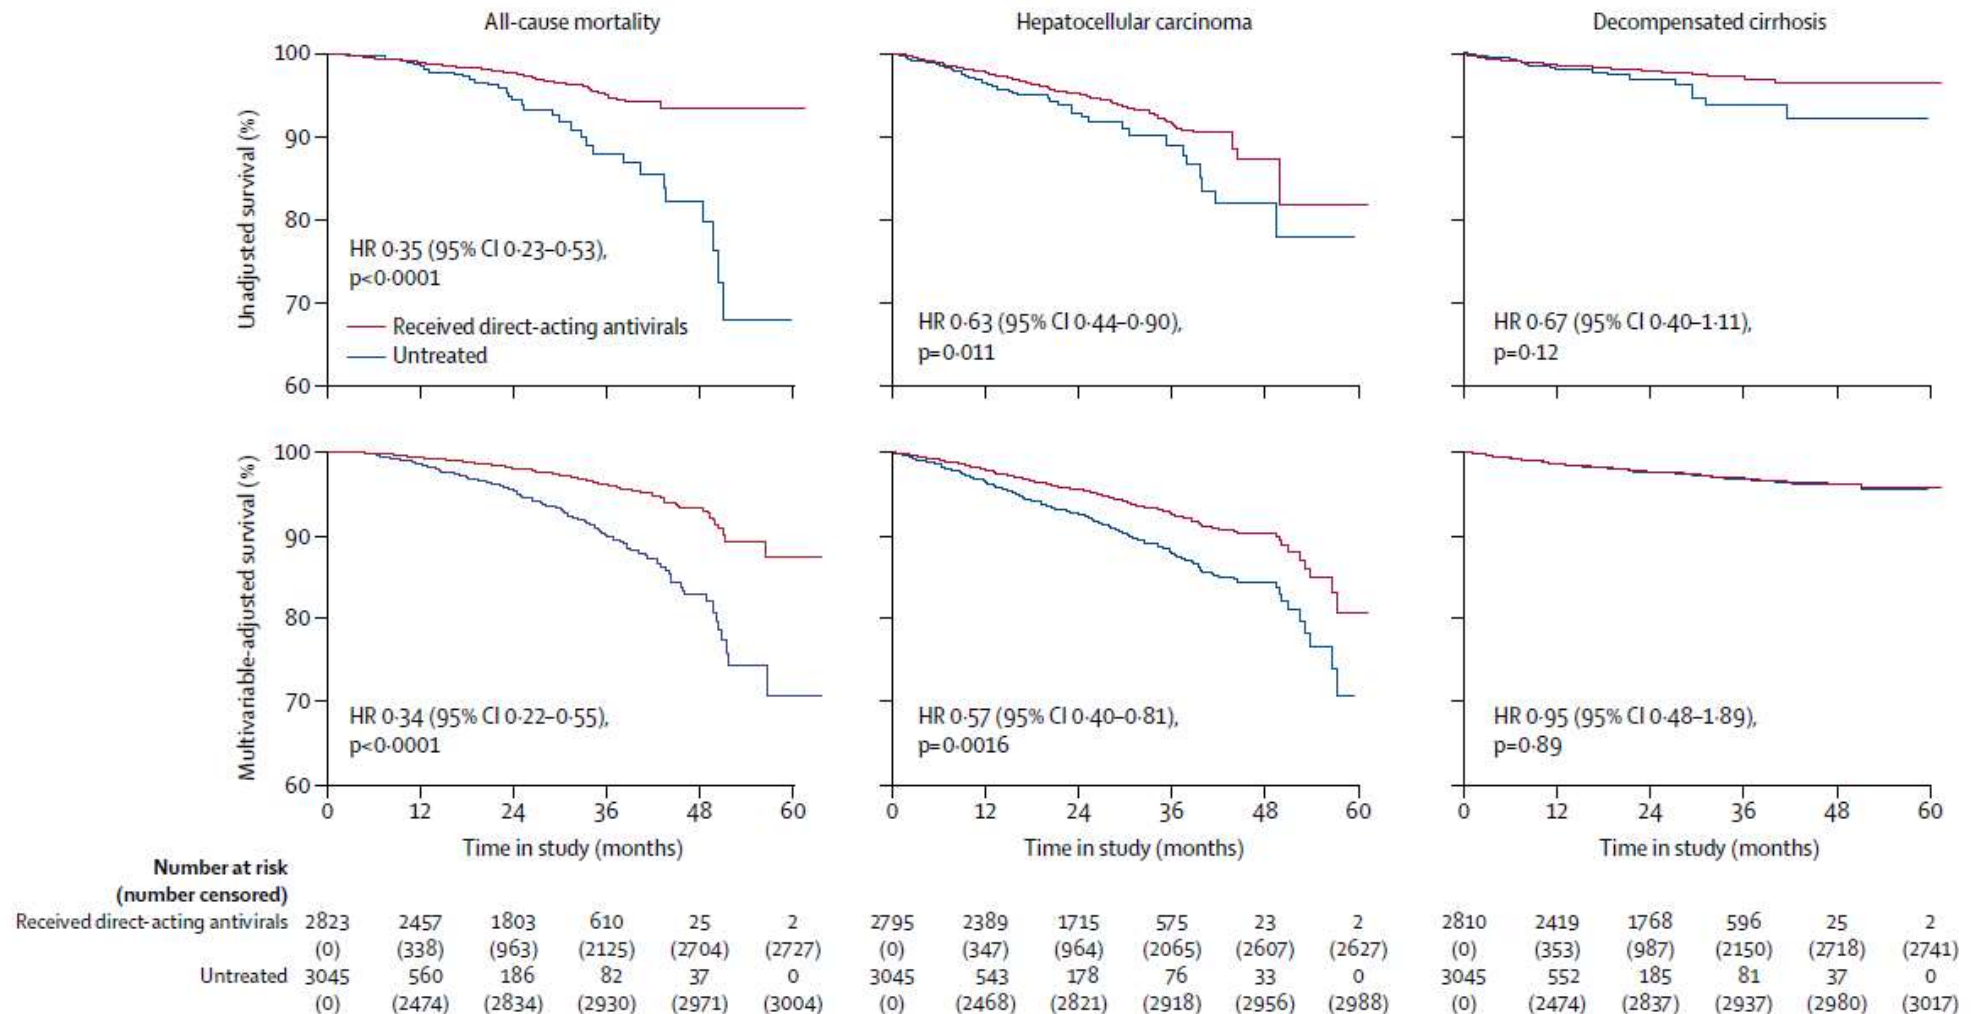 All-cause mortality
Hepatocellular carcinoma
Decompensated cirrhosis
Unadjusted survival (%)
100
90
80
70
60
HR 0·35 (95% CI 0·23–0·53),
p<0·0001
Received direct-acting antivirals
Untreated
HR 0·63 (95% CI 0·44–0·90),
p=0·011
HR 0·67 (95% CI 0·40–1·11),
p=0·12
Multivariable-adjusted survival (%)
100
90
80
70
60
HR 0·34 (95% CI 0·22–0·55),
p<0·0001
HR 0·57 (95% CI 0·40–0·81),
p=0·0016
HR 0·95 (95% CI 0·48–1·89),
p=0·89
0 12 24 36 48 60
0 12 24 36 48 60
0 12 24 36 48 60
Time in study (months)
Time in study (months)
Time in study (months)
Number at risk
(number censored)
Received direct-acting antivirals 2823 2457 1803 610 25 2 2795 2389 1715 575 23 2 2810 2419 1768 596 25 2
(0) (338) (963) (2125) (2704) (2727) (0) (347) (964) (2065) (2607) (2627) (0) (353) (987) (2150) (2718) (2741)
Untreated 3045 560 186 82 37 0 3045 543 178 76 33 0 3045 552 185 81 37 0
(0) (2474) (2834) (2930) (2971) (3004) (0) (2468) (2821) (2918) (2956) (2988) (0) (2474) (2837) (2937) (2980) (3017)